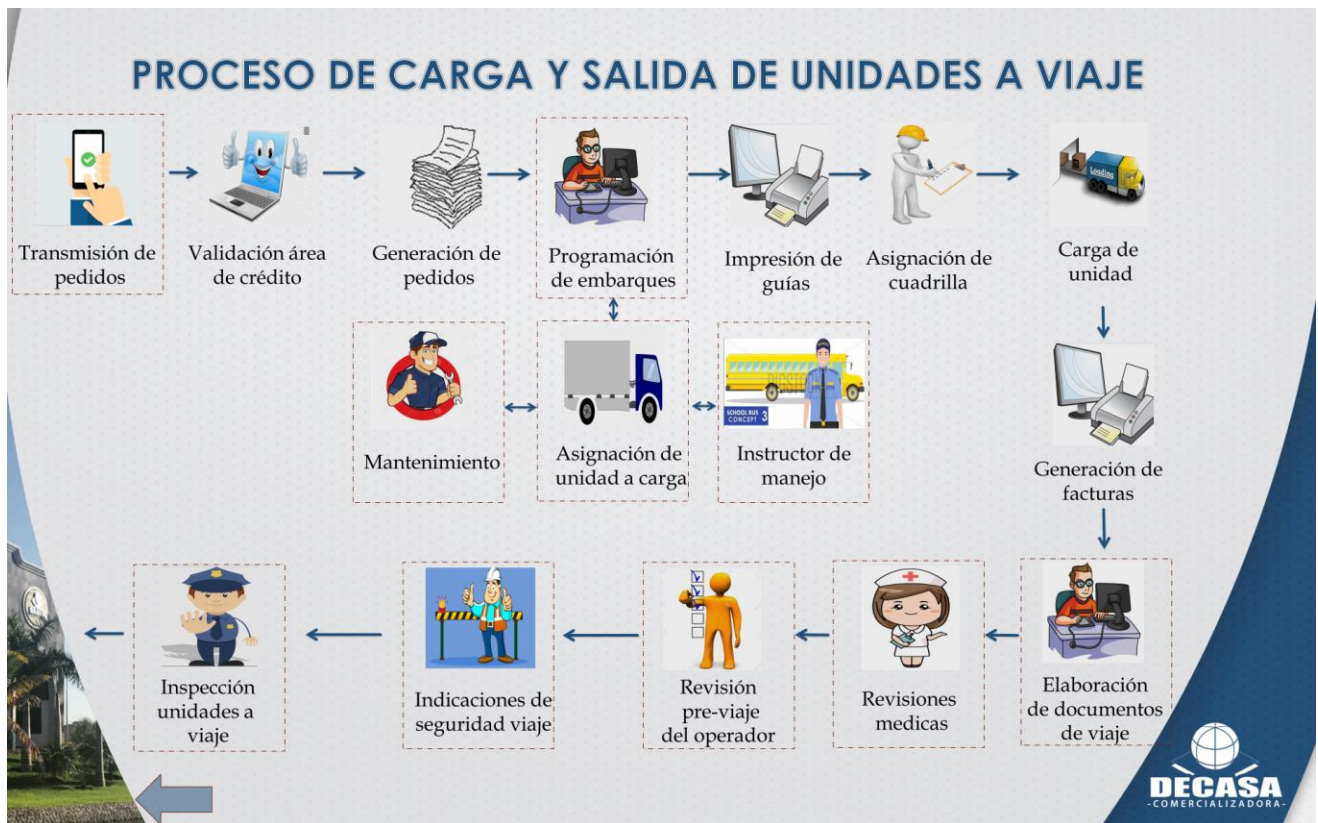 PROCESO DE CARGA Y SALIDA DE UNIDADES A VIAJE
Transmisión de
pedidos
Validación área
de crédito
Generación de
pedidos
Programación
de embarques
Impresión de
guías
Asignación de
cuadrilla
Loading
Carga de
unidad
Mantenimiento
Asignación de
unidad a carga
SCHOOL BUS
CONCEPT 3
Instructor de
manejo
Generación de
facturas
Inspección
unidades a
viaje
Indicaciones de
seguridad viaje
Revisión
pre-viaje
del operador
Revisiones
medicas
Elaboración
de documentos
de viaje
DECASA
-COMERCIALIZADORA-